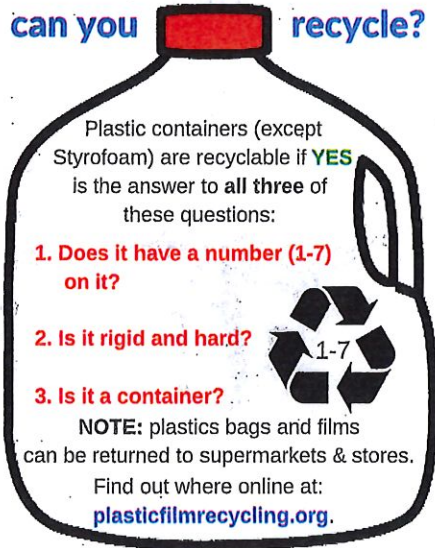 can you recycle?
Plastic containers (except
Styrofoam) are recyclable if YES
is the answer to all three of
these questions:
1. Does it have a number (1-7)
on it?
2. Is it rigid and hard?
1-7
3. Is it a container?
NOTE: plastics bags and films
can be returned to supermarkets & stores.
Find out where online at:
plasticfilmrecycling.org.